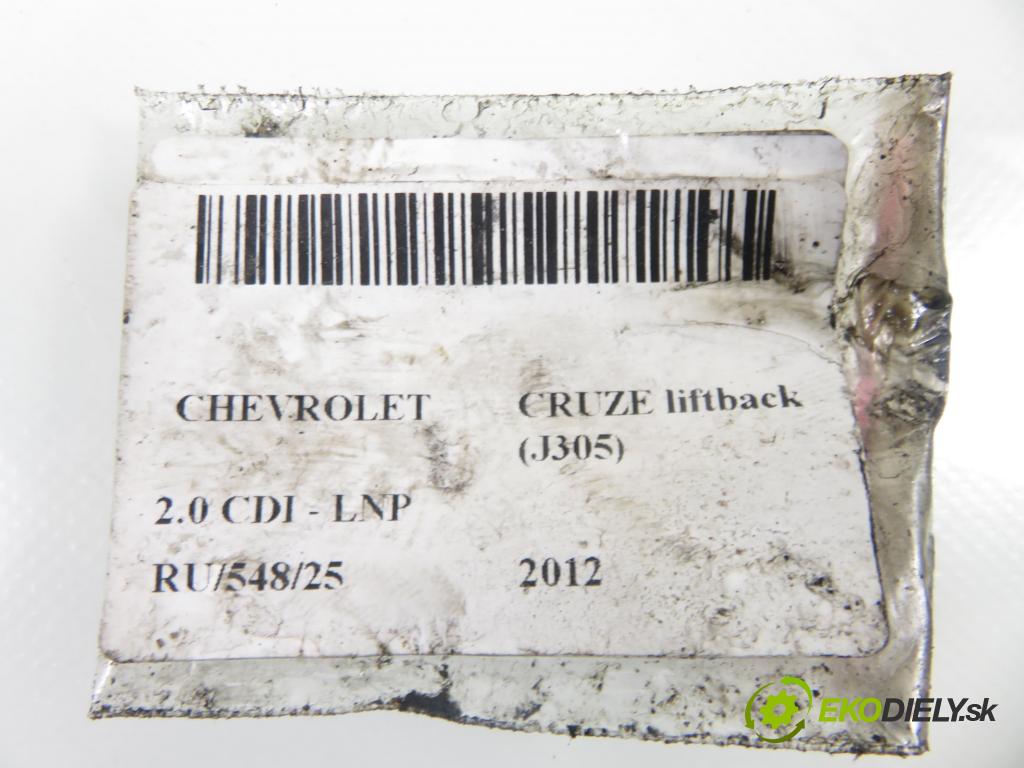 CHEVROLET
CRUZE liftback
(J305)
2.0 CDI - LNP
RU/548/25
2012
EKODIELY.sk